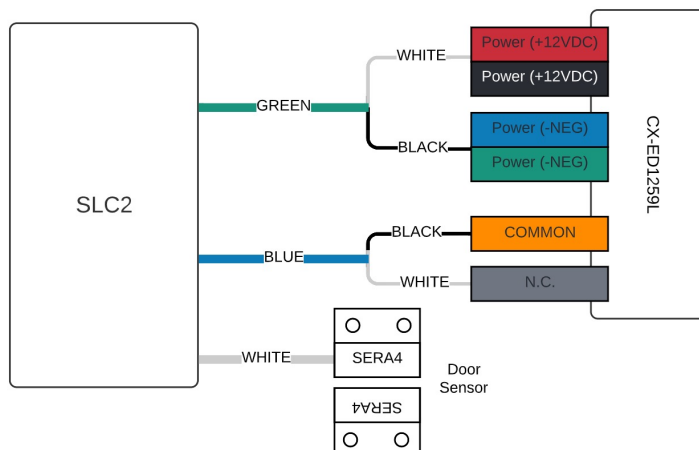 WHITE
Power (+12VDC)
Power (+12VDC)
GREEN
Power (-NEG)
BLACK
Power (-NEG)
CX-ED1259L
SLC2
BLACK
COMMON
BLUE
WHITE
N.C.
WHITE
SERA4
Door
Sensor
SERA4